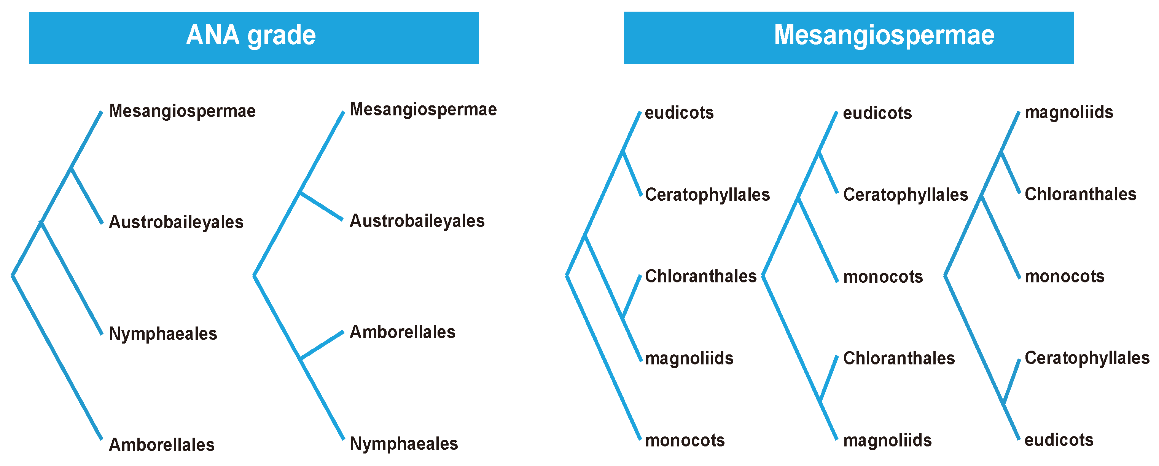 ANA grade
Mesangiospermae
Austrobaileyales
Nymphaeales
Amborellales
Mesangiospermae
Austrobaileyales
Amborellales
Nymphaeales
Mesangiospermae
eudicots
Ceratophyllales
Chloranthales
magnoliids
monocots
eudicots
Ceratophyllales
monocots
Chloranthales
magnoliids
magnoliids
Chloranthales
monocots
Ceratophyllales
eudicots